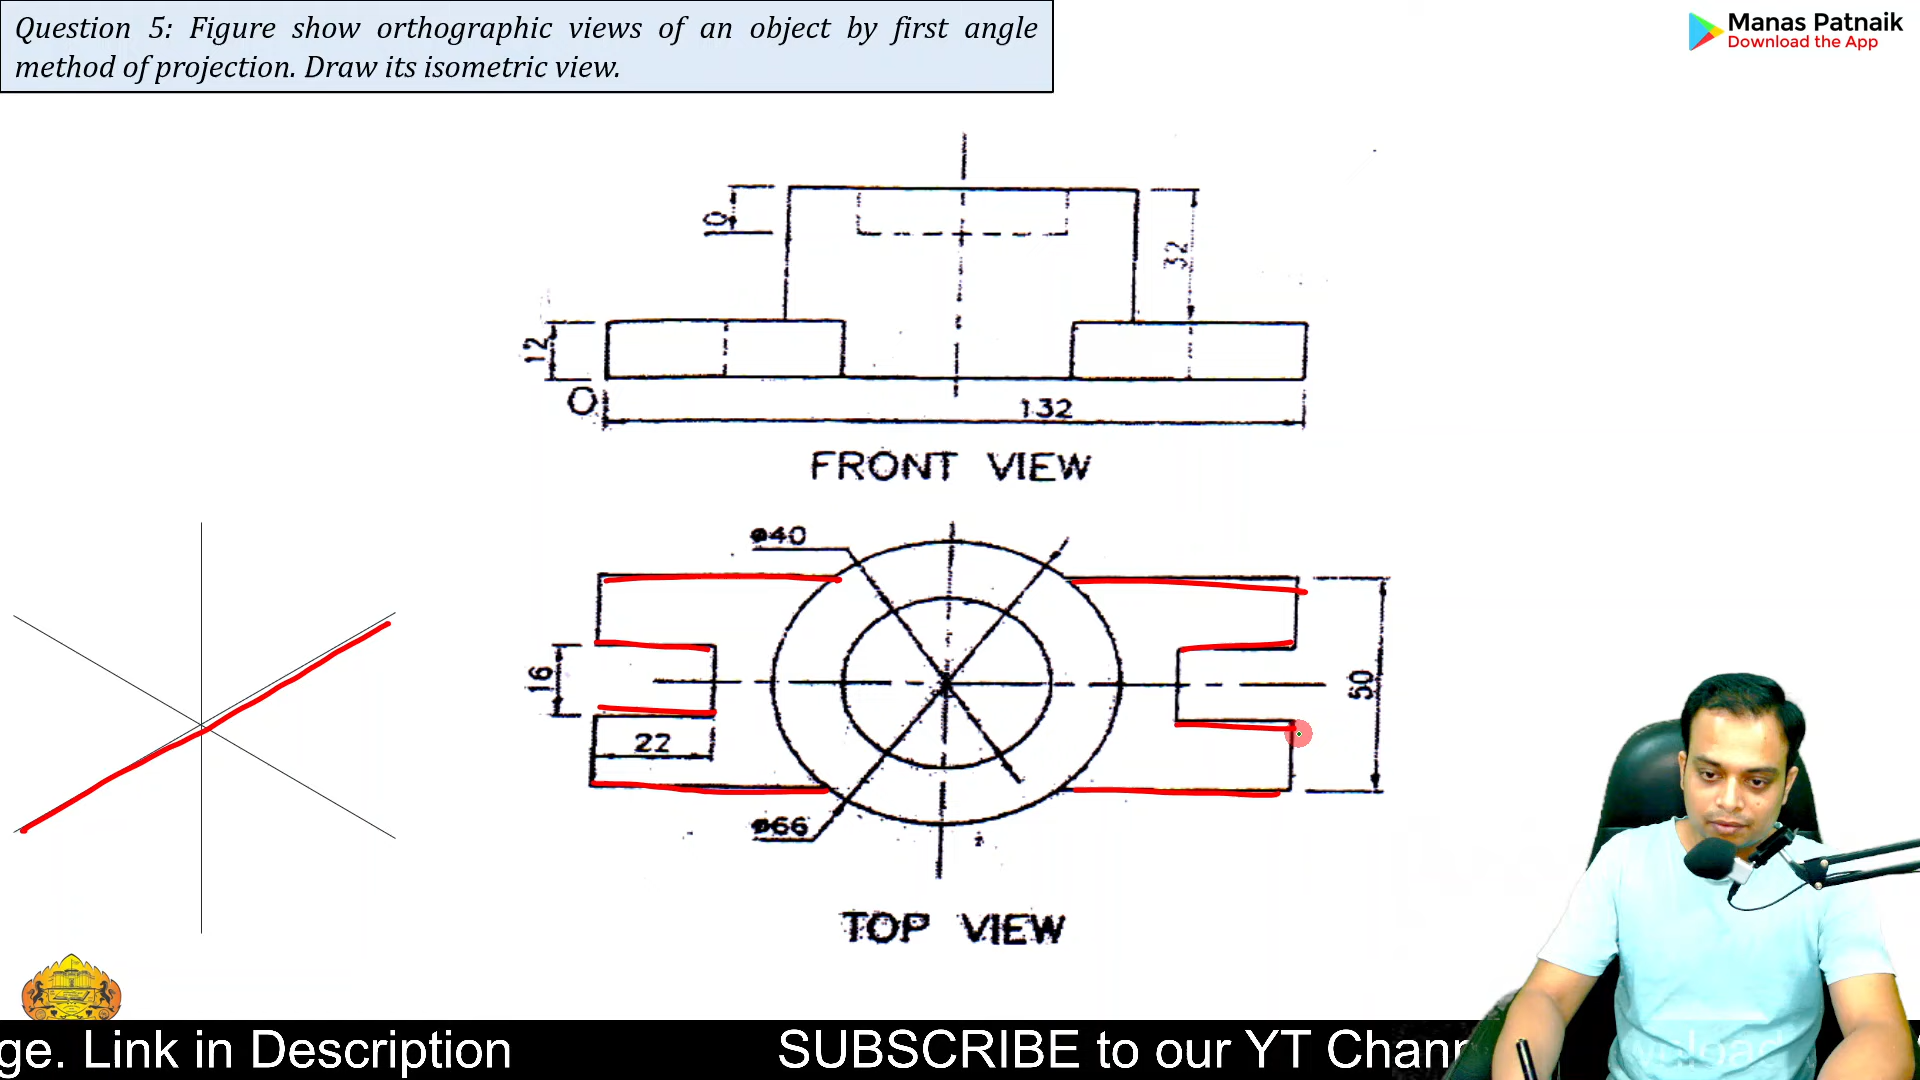 Question 5: Figure show orthographic views of an object by first angle
method of projection. Draw its isometric view.
Manas Patnaik
Download the App
32
12
O
132
FRONT VIEW
ø40
16
22
50
ø66
TOP VIEW
ge. Link in Description
SUBSCRIBE to our YT Chann